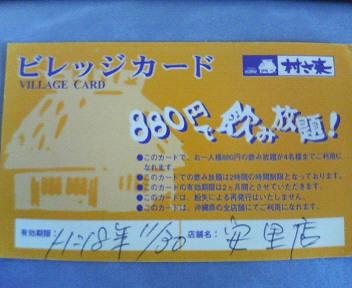 ビレッジカード
VILLAGE CARD
村さ来
880円で飲み放題!
●このカードで、お一人様880円の飲み放題が4名様までご利用に
なれます。
●このカードでの飲み放題は2時間の時間制限となっております。
●このカードの有効期限は2ヶ月間とさせていただきます。
●このカードは、紛失による再発行はいたしません。
●このカードは、沖縄県の全店舗にてご利用になれます。
有効期限: H-18年 11/30 店舗名: 安里店